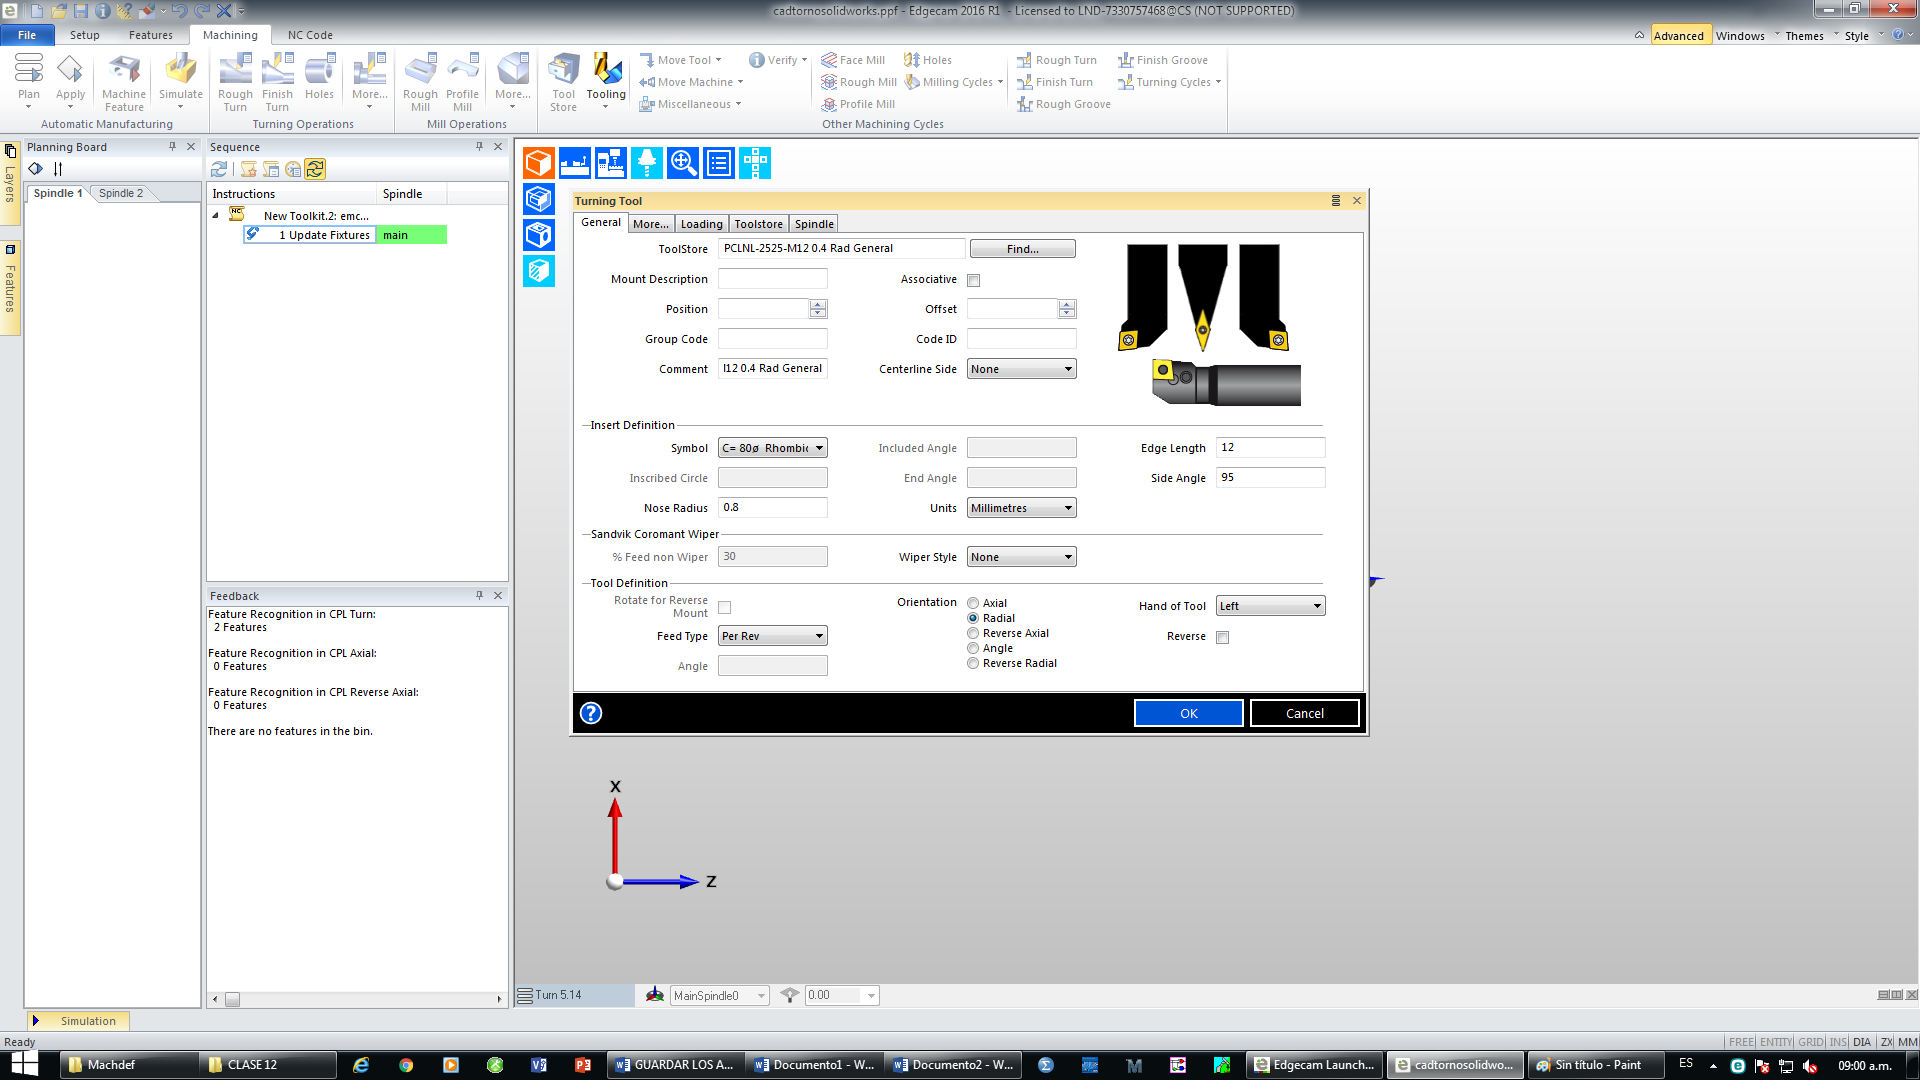 cadtornosolidworks.ppf - Edgecam 2016 R1 - Licensed to LND-7330757468@CS (NOT SUPPORTED)
File Setup Features Machining NC Code
Advanced Windows Themes Style
Plan Apply Machine Feature Simulate
Automatic Manufacturing
Rough Turn Finish Turn Holes More...
Turning Operations
Rough Mill Profile Mill More...
Mill Operations
Tool Store Tooling
Move Tool Verify
Move Machine
Miscellaneous
Face Mill Holes Rough Turn Finish Groove
Rough Mill Milling Cycles Finish Turn Turning Cycles
Profile Mill Rough Groove
Other Machining Cycles
Layers
Features
Planning Board
Spindle 1 Spindle 2
Sequence
Instructions Spindle
New Toolkit.2: emc...
1 Update Fixtures main
Feedback
Feature Recognition in CPL Turn:
2 Features
Feature Recognition in CPL Axial:
0 Features
Feature Recognition in CPL Reverse Axial:
0 Features
There are no features in the bin.
Turning Tool
General More... Loading Toolstore Spindle
ToolStore PCLNL-2525-M12 0.4 Rad General Find...
Mount Description Associative
Position Offset
Group Code Code ID
Comment 12 0.4 Rad General Centerline Side None
Insert Definition
Symbol C= 80ø Rhombic Included Angle Edge Length 12
Inscribed Circle End Angle Side Angle 95
Nose Radius 0.8 Units Millimetres
Sandvik Coromant Wiper
% Feed non Wiper 30 Wiper Style None
Tool Definition
Rotate for Reverse Mount Orientation Axial Hand of Tool Left
Radial
Feed Type Per Rev Reverse Axial Reverse
Angle
Angle Reverse Radial
OK Cancel
X
Z
Turn 5.14 MainSpindle0 0.00
Simulation
Ready
FREE ENTITY GRID INS DIA ZX MM
Machdef CLASE 12 GUARDAR LOS A... Documento1 - W... Documento2 - W... Edgecam Launch... cadtornosolidwo... Sin título - Paint ES 09:00 a.m.